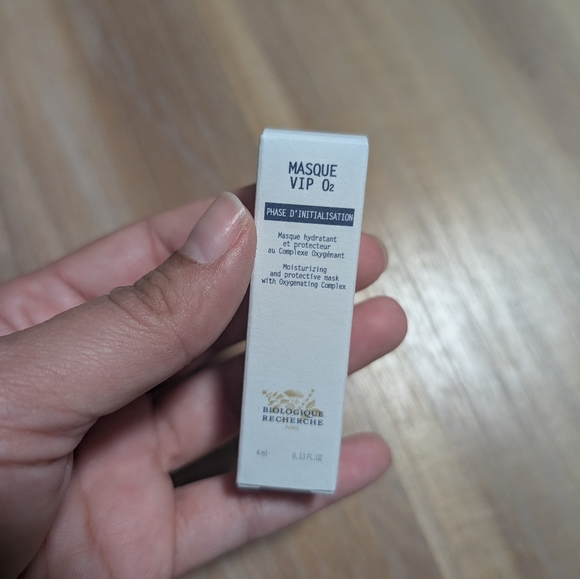 MASQUE
VIP O₂
PHASE D'INITIALISATION
Masque hydratant
et protecteur
au Complexe Oxygénant
Moisturizing
and protective mask
with Oxygenating Complex
BIOLOGIQUE
RECHERCHE
PARIS
4 ml 0.13 FL.OZ